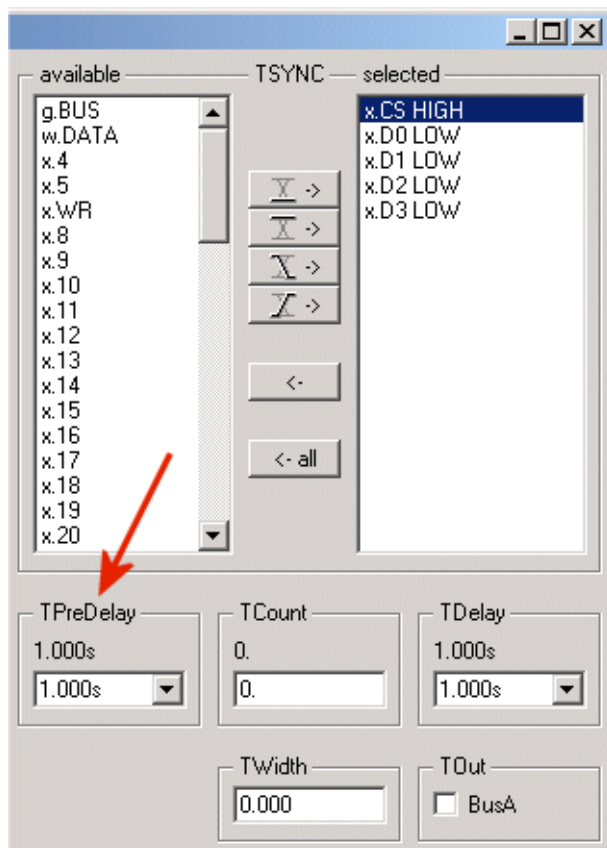 available
TSYNC
selected
g.BUS
w.DATA
x.4
x.5
x.WR
x.8
x.9
x.10
x.11
x.12
x.13
x.14
x.15
x.16
x.17
x.18
x.19
x.20
->
->
->
->
<-
<- all
x.CS HIGH
x.D0 LOW
x.D1 LOW
x.D2 LOW
x.D3 LOW
TPreDelay
1.000s
1.000s
TCount
0.
0.
TDelay
1.000s
1.000s
TWidth
0.000
TOut
BusA